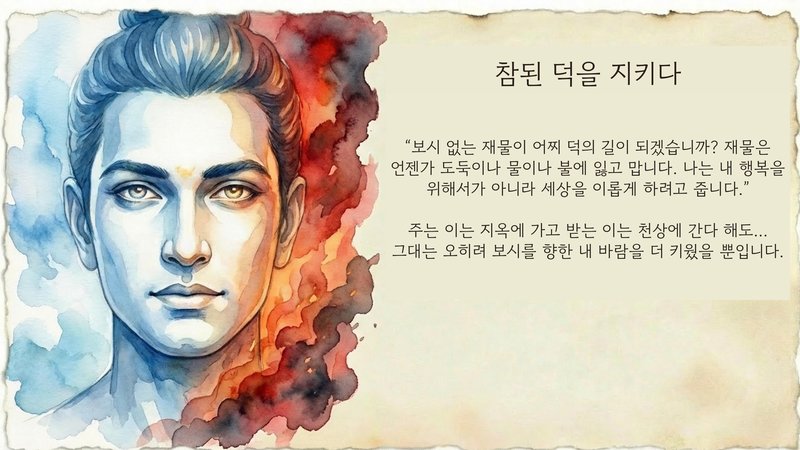 참된 덕을 지키다
“보시 없는 재물이 어찌 덕의 길이 되겠습니까? 재물은
언젠가 도둑이나 물이나 불에 잃고 맙니다. 나는 내 행복을
위해서가 아니라 세상을 이롭게 하려고 줍니다.”
주는 이는 지옥에 가고 받는 이는 천상에 간다 해도...
그대는 오히려 보시를 향한 내 바람을 더 키웠을 뿐입니다.